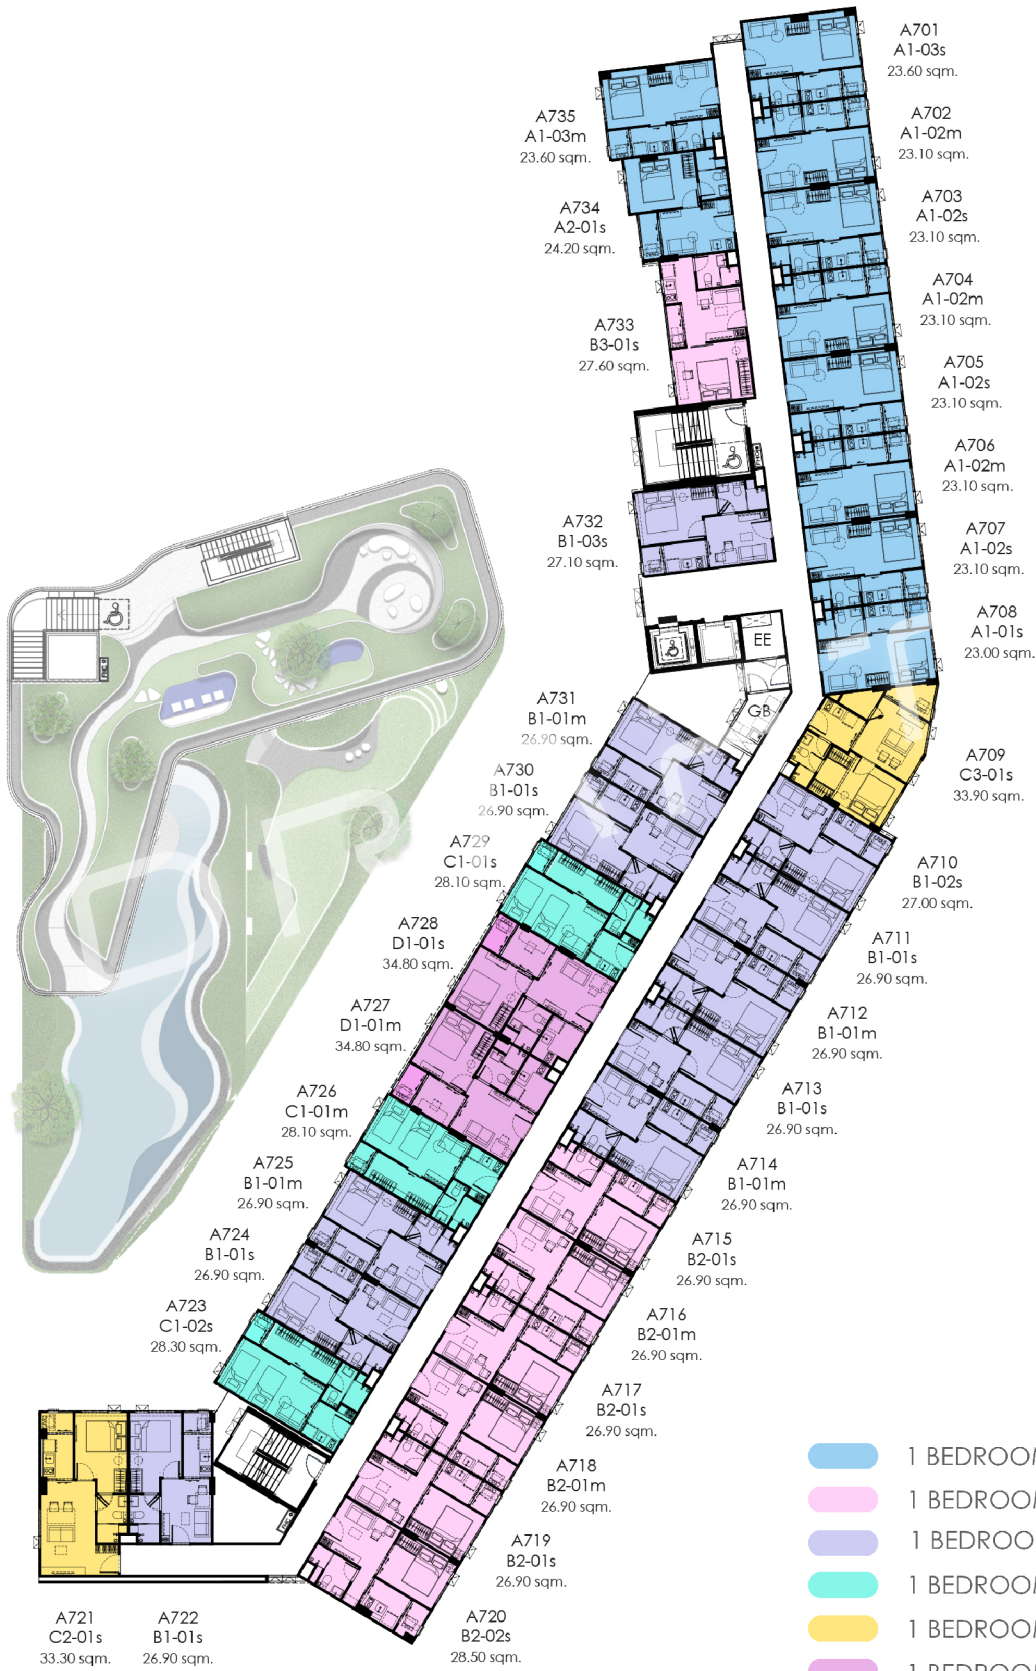 A701
A1-03s
23.60 sqm.
A702
A1-02m
23.10 sqm.
A703
A1-02s
23.10 sqm.
A704
A1-02m
23.10 sqm.
A705
A1-02s
23.10 sqm.
A706
A1-02m
23.10 sqm.
A707
A1-02s
23.10 sqm.
A708
A1-01s
23.00 sqm.
A709
C3-01s
33.90 sqm.
A710
B1-02s
27.00 sqm.
A711
B1-01s
26.90 sqm.
A712
B1-01m
26.90 sqm.
A713
B1-01s
26.90 sqm.
A714
B1-01m
26.90 sqm.
A715
B2-01s
26.90 sqm.
A716
B2-01m
26.90 sqm.
A717
B2-01s
26.90 sqm.
A718
B2-01m
26.90 sqm.
A719
B2-01s
26.90 sqm.
A720
B2-02s
28.50 sqm.
A721
C2-01s
33.30 sqm.
A722
B1-01s
26.90 sqm.
A723
C1-02s
28.30 sqm.
A724
B1-01s
26.90 sqm.
A725
B1-01m
26.90 sqm.
A726
C1-01m
28.10 sqm.
A727
D1-01m
34.80 sqm.
A728
D1-01s
34.80 sqm.
A729
C1-01s
28.10 sqm.
A730
B1-01s
26.90 sqm.
A731
B1-01m
26.90 sqm.
A732
B1-03s
27.10 sqm.
A733
B3-01s
27.60 sqm.
A734
A2-01s
24.20 sqm.
A735
A1-03m
23.60 sqm.
EE
GB
1 BEDROOM
1 BEDROOM
1 BEDROO
1 BEDROOM
1 BEDROOM
1 BEDROOM